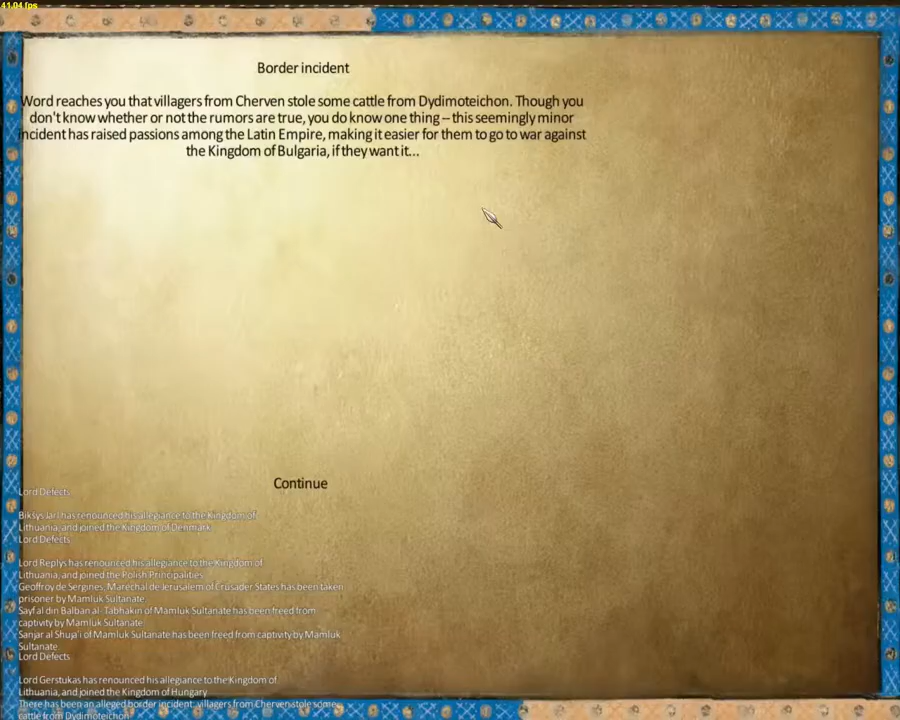 41.04 fps
Border incident
Word reaches you that villagers from Cherven stole some cattle from Dydimoteichon. Though you
don't know whether or not the rumors are true, you do know one thing – this seemingly minor
incident has raised passions among the Latin Empire, making it easier for them to go to war against
the Kingdom of Bulgaria, if they want it...
Continue
Lord Defects
Biksys Jarl has renounced his allegiance to the Kingdom of
Lithuania, and joined the Kingdom of Denmark
Lord Defects
Lord Replys has renounced his allegiance to the Kingdom of
Lithuania, and joined the Polish Principalities
Geoffroy de Sergines, Marechal de Jerusalem of Crusader States has been taken
prisoner by Mamluk Sultanate
Sayf al din Balban al-Tabhakin of Mamluk Sultanate has been freed from
captivity by Mamluk Sultanate
Sanjar al Shuja'i of Mamluk Sultanate has been freed from captivity by Mamluk
Sultanate
Lord Defects
Lord Gerstukas has renounced his allegiance to the Kingdom of
Lithuania, and joined the Kingdom of Hungary
There has been an alleged border incident: villagers from Cherven stole some
cattle from Dydimoteichon